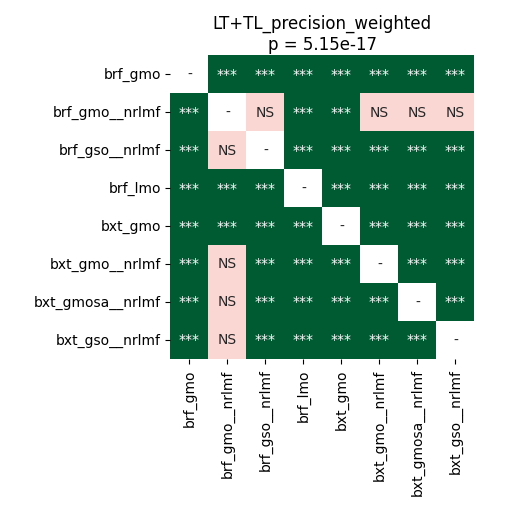 LT+TL_precision_weighted
p = 5.15e-17
brf_gmo - *** *** *** *** *** *** ***
brf_gmo__nrlmf *** - NS *** *** NS NS NS
brf_gso__nrlmf *** NS - *** *** *** *** ***
brf_lmo *** *** *** - *** *** *** ***
bxt_gmo *** *** *** *** - *** *** ***
bxt_gmo__nrlmf *** NS *** *** *** - *** ***
bxt_gmosa__nrlmf *** NS *** *** *** *** - ***
bxt_gso__nrlmf *** NS *** *** *** *** *** -
brf_gmo
brf_gmo__nrlmf
brf_gso__nrlmf
brf_lmo
bxt_gmo
bxt_gmo__nrlmf
bxt_gmosa__nrlmf
bxt_gso__nrlmf